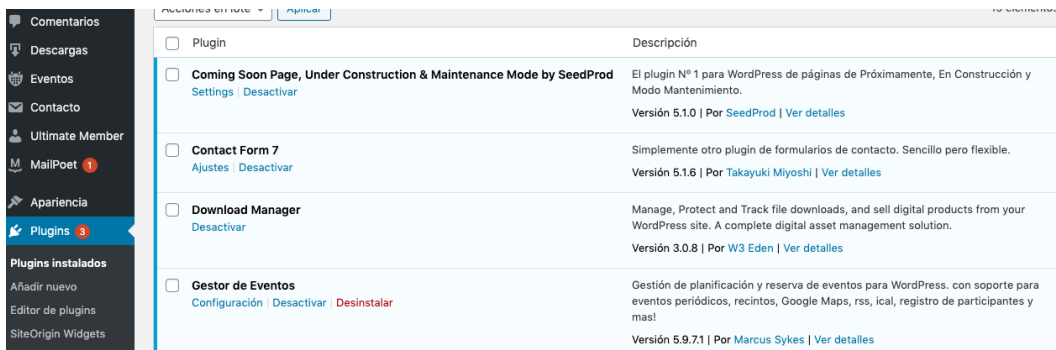 Comentarios
Descargas
Eventos
Contacto
Ultimate Member
MailPoet 1
Apariencia
Plugins 3
Plugins instalados
Añadir nuevo
Editor de plugins
SiteOrigin Widgets
Acciones en lote Aplicar
Plugin Descripción
Coming Soon Page, Under Construction & Maintenance Mode by SeedProd
Settings | Desactivar
El plugin Nº 1 para WordPress de páginas de Próximamente, En Construcción y
Modo Mantenimiento.
Versión 5.1.0 | Por SeedProd | Ver detalles
Contact Form 7
Ajustes | Desactivar
Simplemente otro plugin de formularios de contacto. Sencillo pero flexible.
Versión 5.1.6 | Por Takayuki Miyoshi | Ver detalles
Download Manager
Desactivar
Manage, Protect and Track file downloads, and sell digital products from your
WordPress site. A complete digital asset management solution.
Versión 3.0.8 | Por W3 Eden | Ver detalles
Gestor de Eventos
Configuración | Desactivar | Desinstalar
Gestión de planificación y reserva de eventos para WordPress. con soporte para
eventos periódicos, recintos, Google Maps, rss, ical, registro de participantes y
mas!
Versión 5.9.7.1 | Por Marcus Sykes | Ver detalles